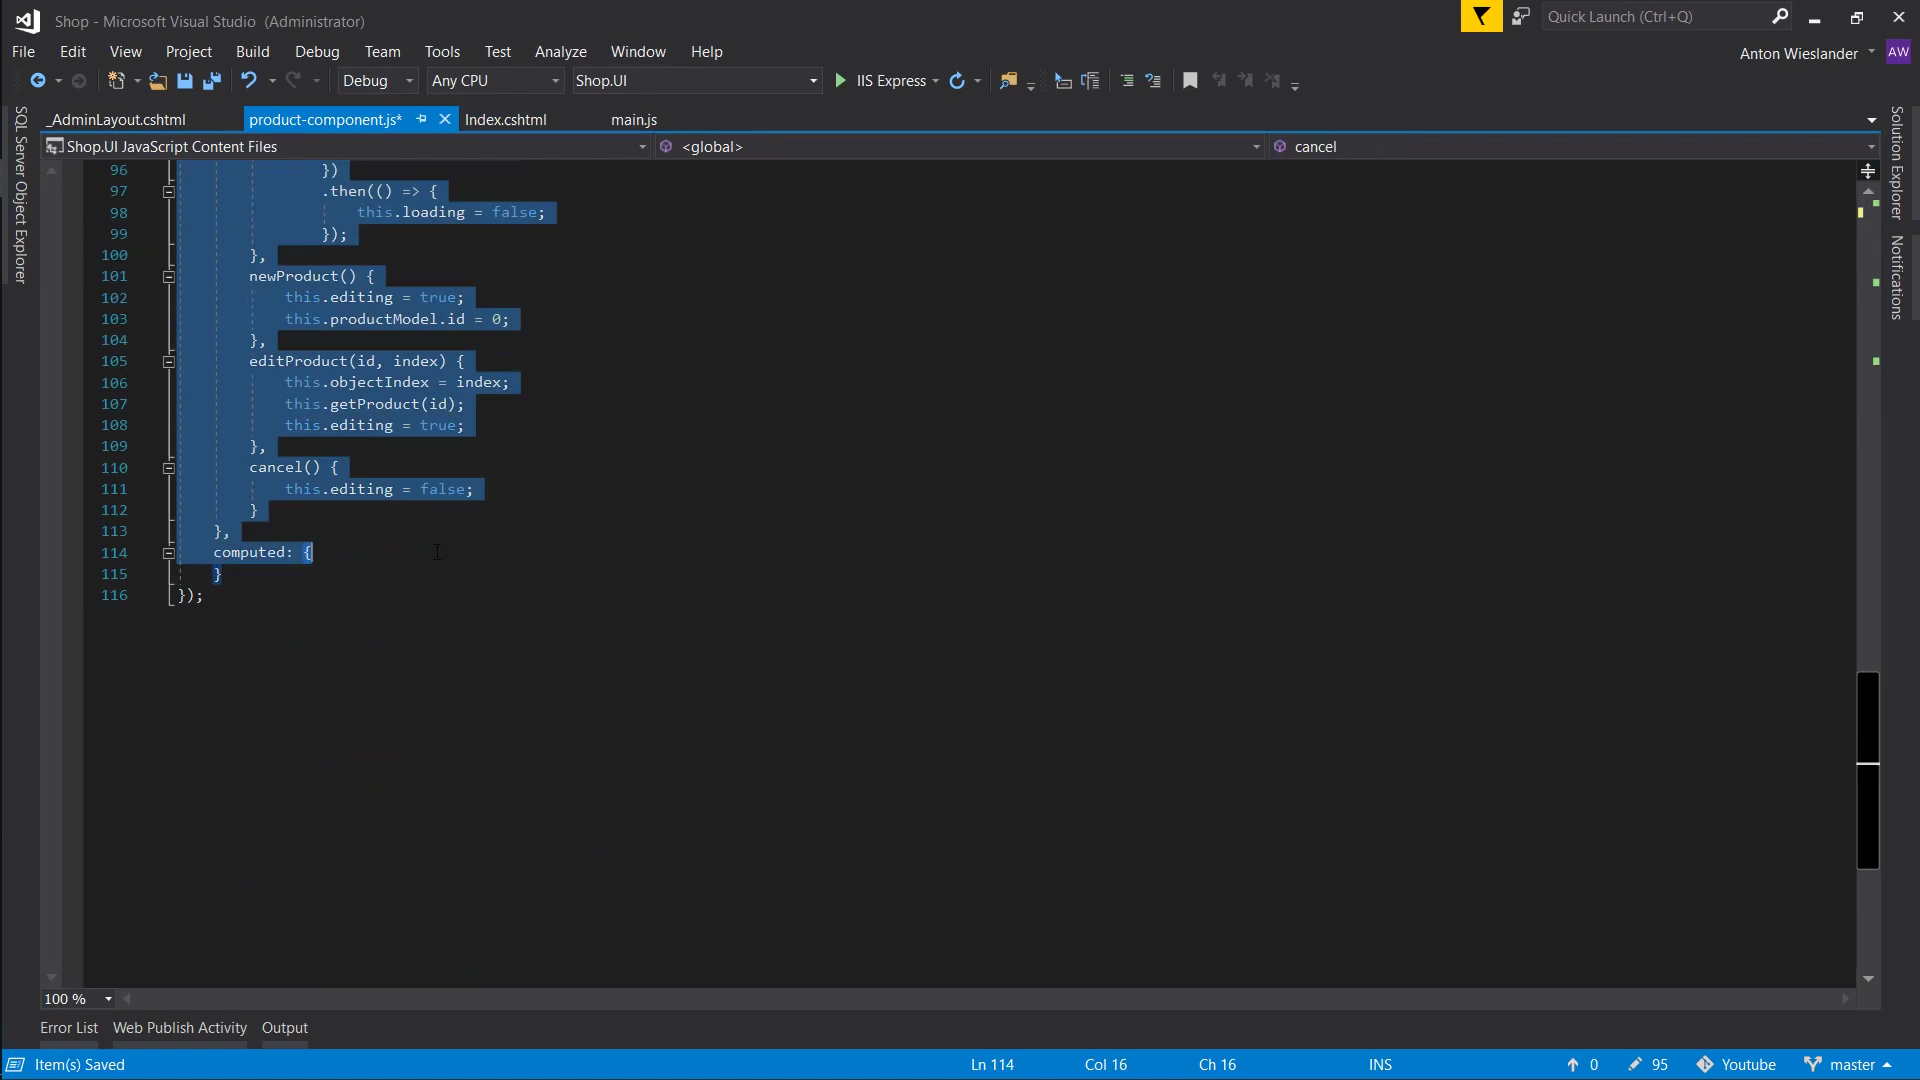 Shop - Microsoft Visual Studio (Administrator)
Quick Launch (Ctrl+Q)
File Edit View Project Build Debug Team Tools Test Analyze Window Help
Anton Wieslander AW
Debug Any CPU Shop.UI IIS Express
SQL Server Object Explorer
_AdminLayout.cshtml product-component.js* Index.cshtml main.js
Solution Explorer
Notifications
Shop.UI JavaScript Content Files <global> cancel
96 })
97 .then(() => {
98 this.loading = false;
99 });
100 },
101 newProduct() {
102 this.editing = true;
103 this.productModel.id = 0;
104 },
105 editProduct(id, index) {
106 this.objectIndex = index;
107 this.getProduct(id);
108 this.editing = true;
109 },
110 cancel() {
111 this.editing = false;
112 }
113 },
114 computed: {
115 }
116 });
100 %
Error List Web Publish Activity Output
Item(s) Saved Ln 114 Col 16 Ch 16 INS 0 95 Youtube master